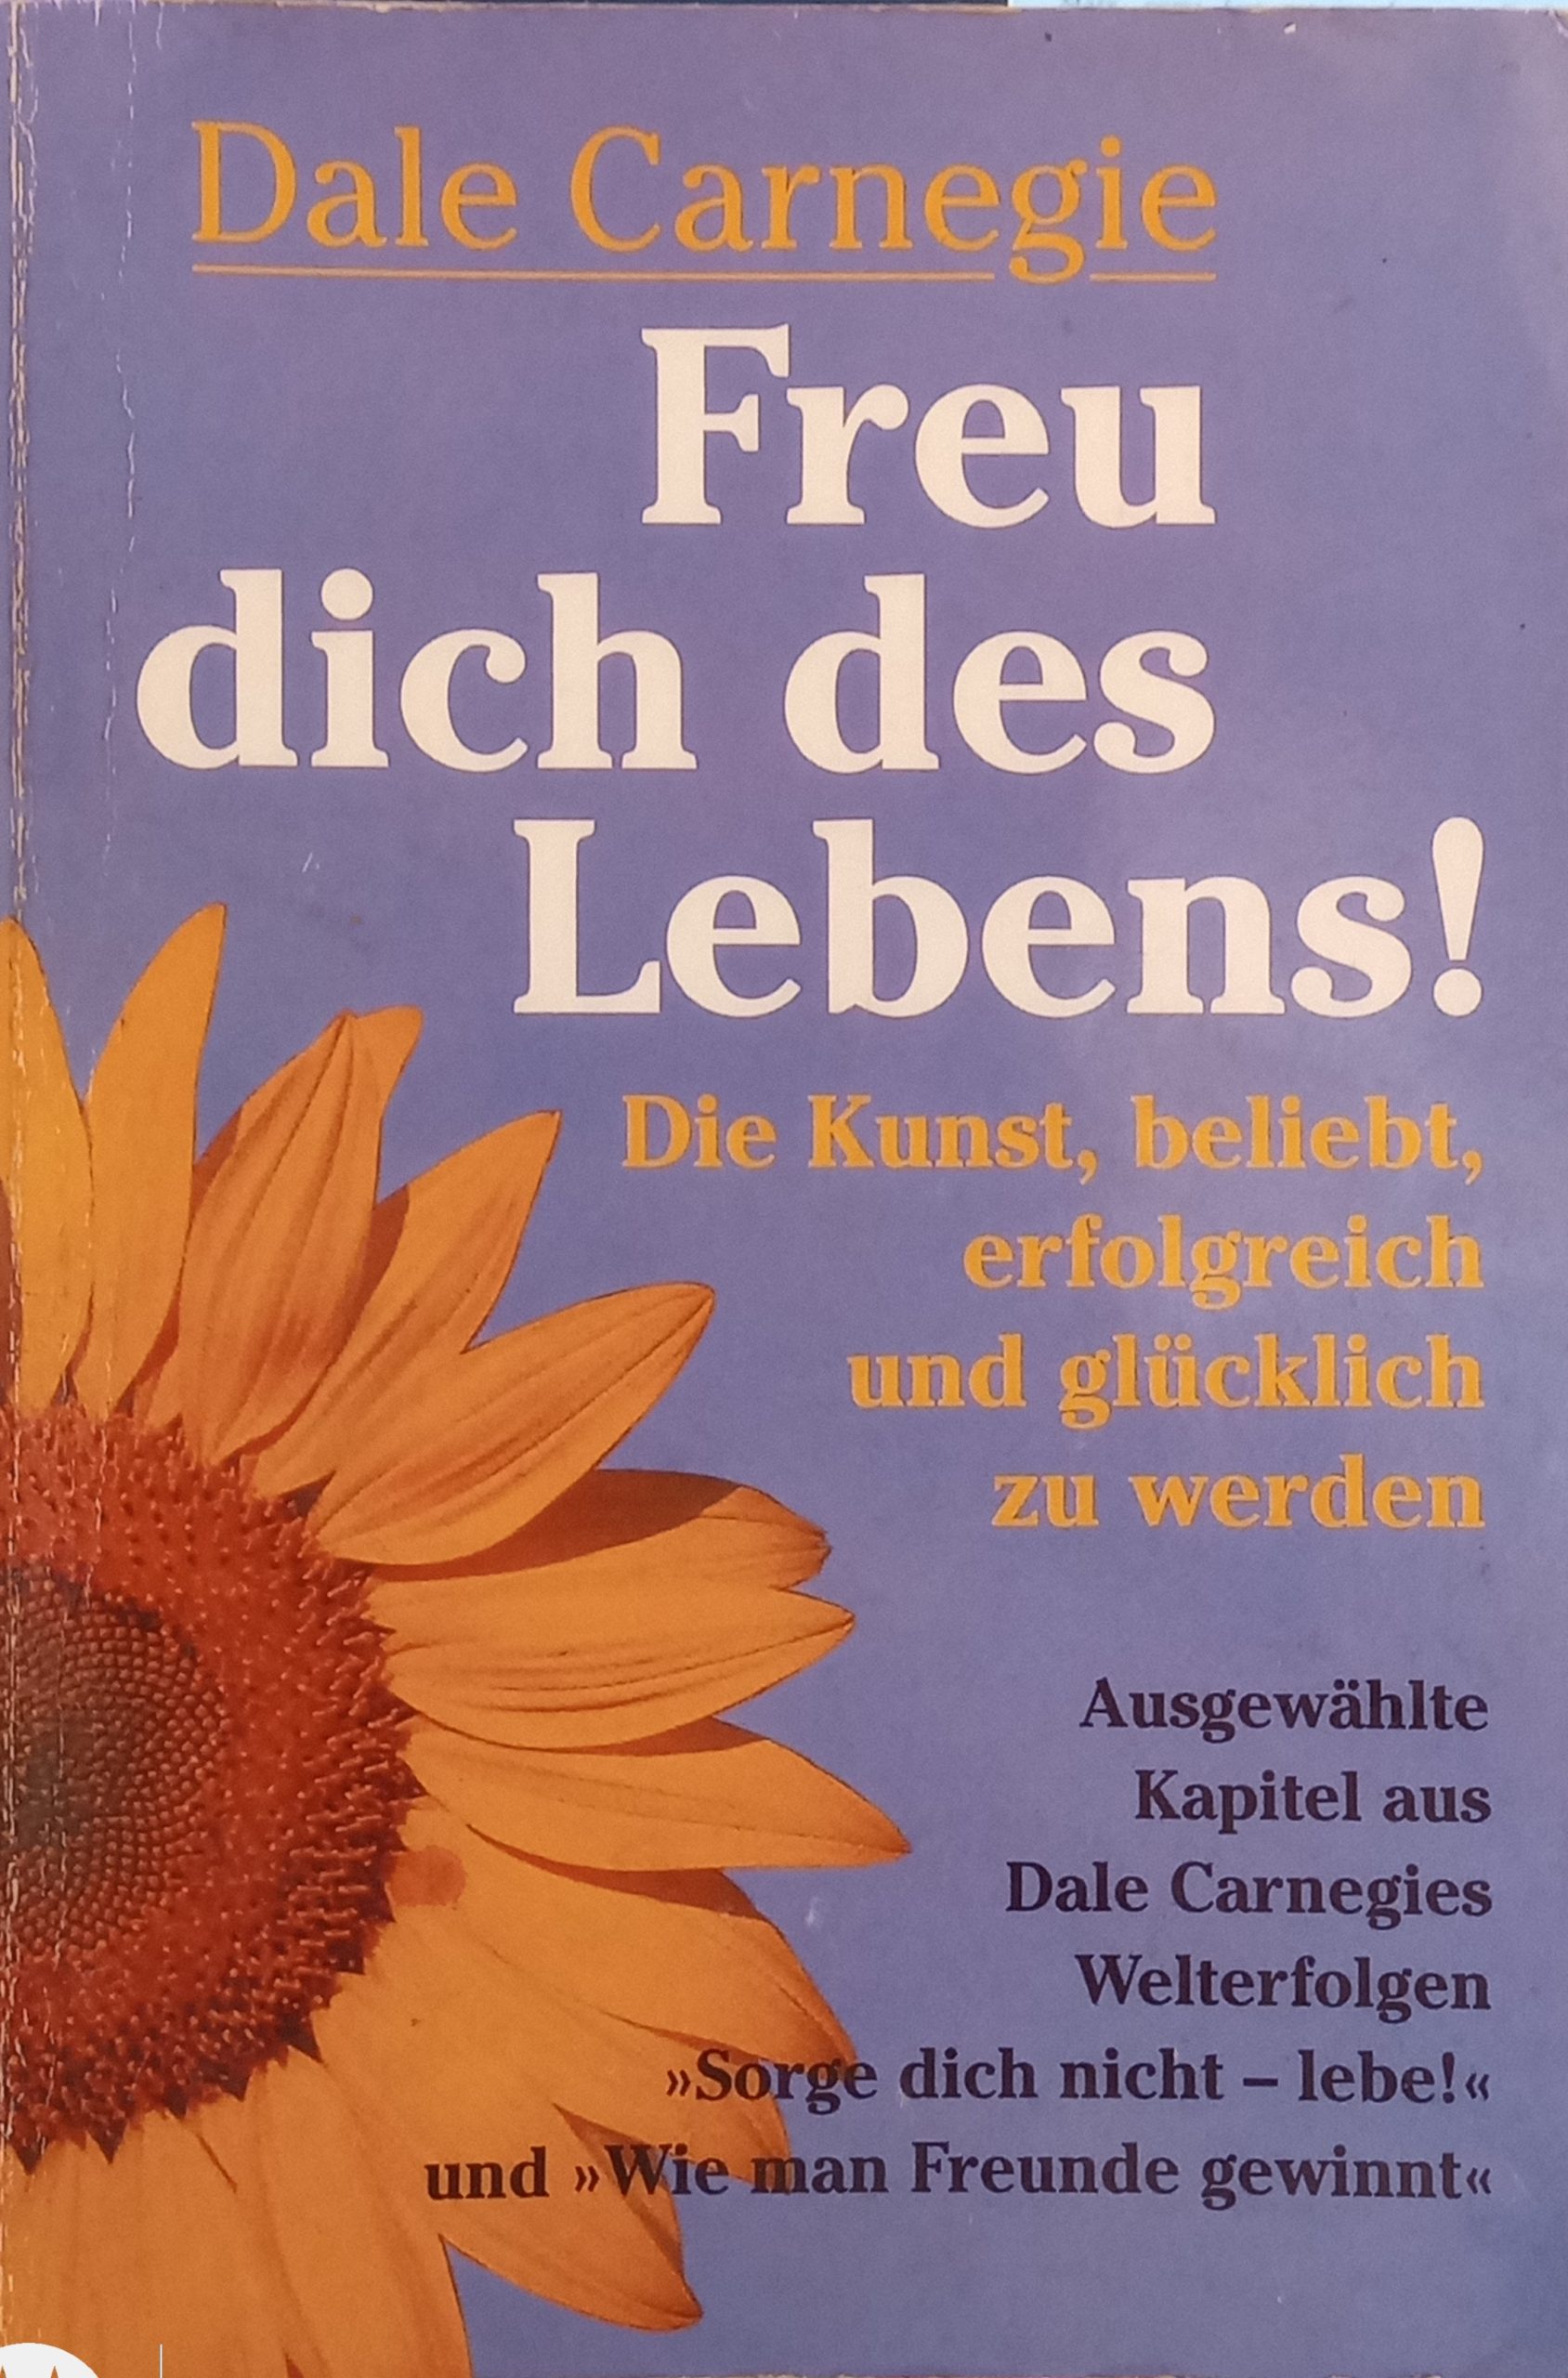 Dale Carnegie
Freu
dich des
Lebens!
Die Kunst, beliebt,
erfolgreich
und glücklich
zu werden
Ausgewählte
Kapitel aus
Dale Carnegies
Welterfolgen
»Sorge dich nicht – lebe!«
und »Wie man Freunde gewinnt«